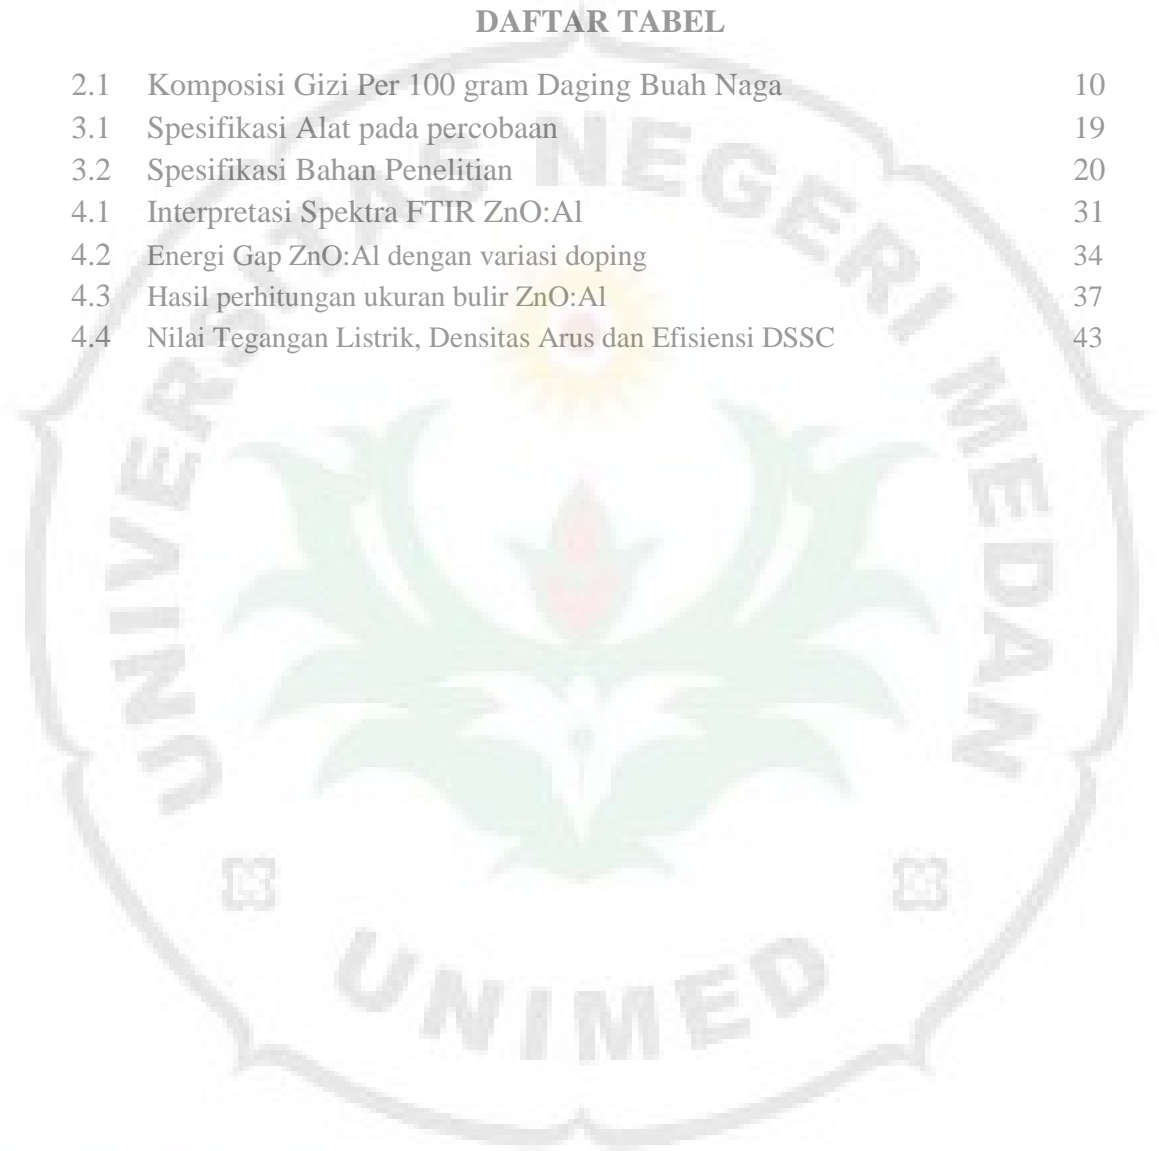 DAFTAR TABEL
2.1 Komposisi Gizi Per 100 gram Daging Buah Naga 10
3.1 Spesifikasi Alat pada percobaan 19
3.2 Spesifikasi Bahan Penelitian 20
4.1 Interpretasi Spektra FTIR ZnO:Al 31
4.2 Energi Gap ZnO:Al dengan variasi doping 34
4.3 Hasil perhitungan ukuran bulir ZnO:Al 37
4.4 Nilai Tegangan Listrik, Densitas Arus dan Efisiensi DSSC 43
UNIVERSITAS NEGERI MEDAN
UNIMED